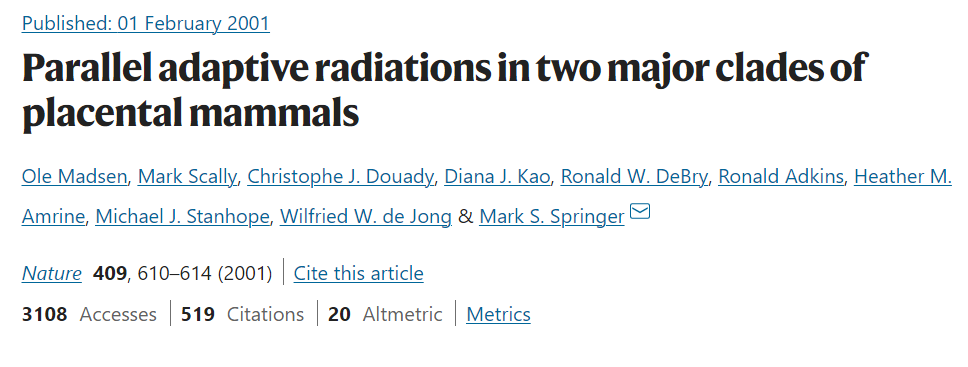 Published: 01 February 2001
Parallel adaptive radiations in two major clades of
placental mammals
Ole Madsen, Mark Scally, Christophe J. Douady, Diana J. Kao, Ronald W. DeBry, Ronald Adkins, Heather M.
Amrine, Michael J. Stanhope, Wilfried W. de Jong & Mark S. Springer
Nature 409, 610–614 (2001) Cite this article
3108 Accesses 519 Citations 20 Altmetric Metrics